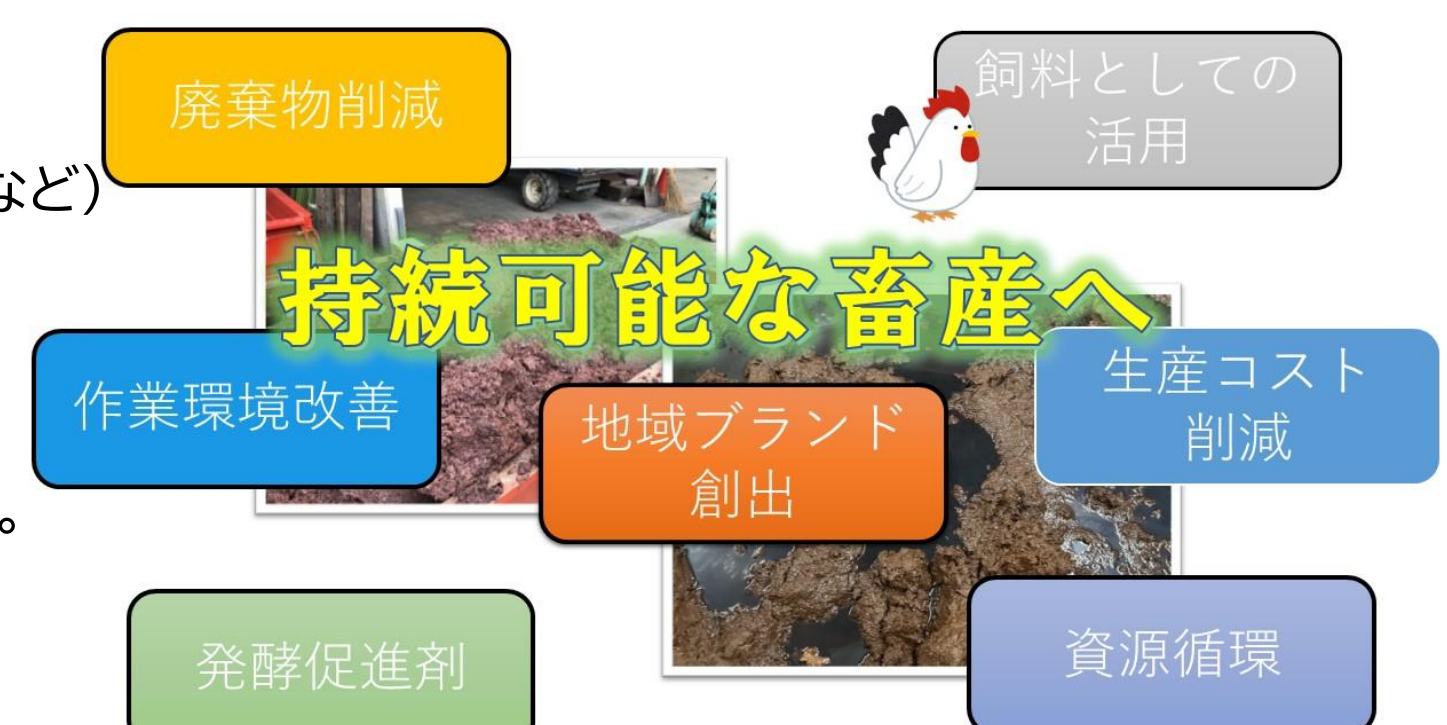 廃棄物削減
飼料としての
活用
など)
持続可能な畜産へ
作業環境改善
地域ブランド
創出
生産コスト
削減
。
発酵促進剤
資源循環